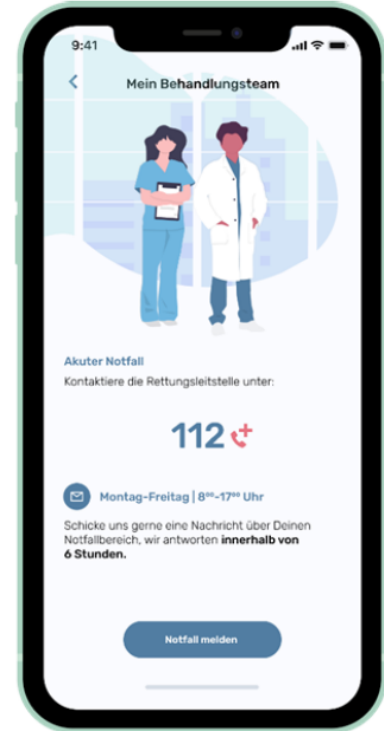 9:41
Mein Behandlungsteam
Akuter Notfall
Kontaktiere die Rettungsleitstelle unter:
112
Montag-Freitag | 8⁰⁰-17⁰⁰ Uhr
Schicke uns gerne eine Nachricht über Deinen
Notfallbereich, wir antworten innerhalb von
6 Stunden.
Notfall melden